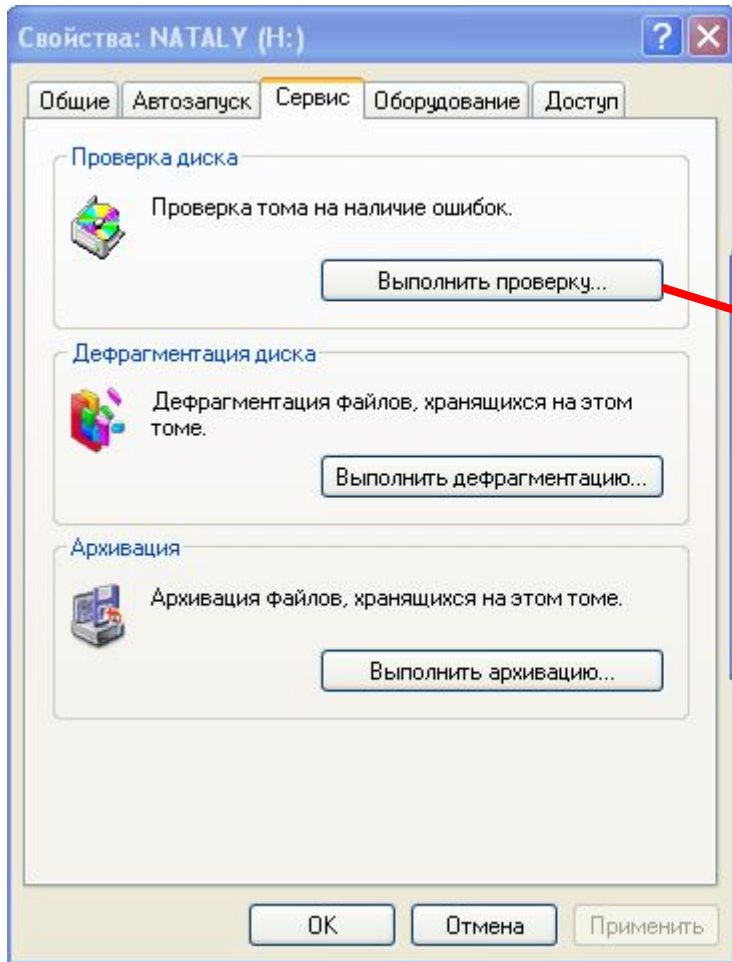 Свойства: NATALY (H:)
Общие Автозапуск Сервис Оборудование Доступ
Проверка диска
Проверка тома на наличие ошибок.
Выполнить проверку...
Дефрагментация диска
Дефрагментация файлов, хранящихся на этом
томе.
Выполнить дефрагментацию...
Архивация
Архивация файлов, хранящихся на этом томе.
Выполнить архивацию...
OK Отмена Применить